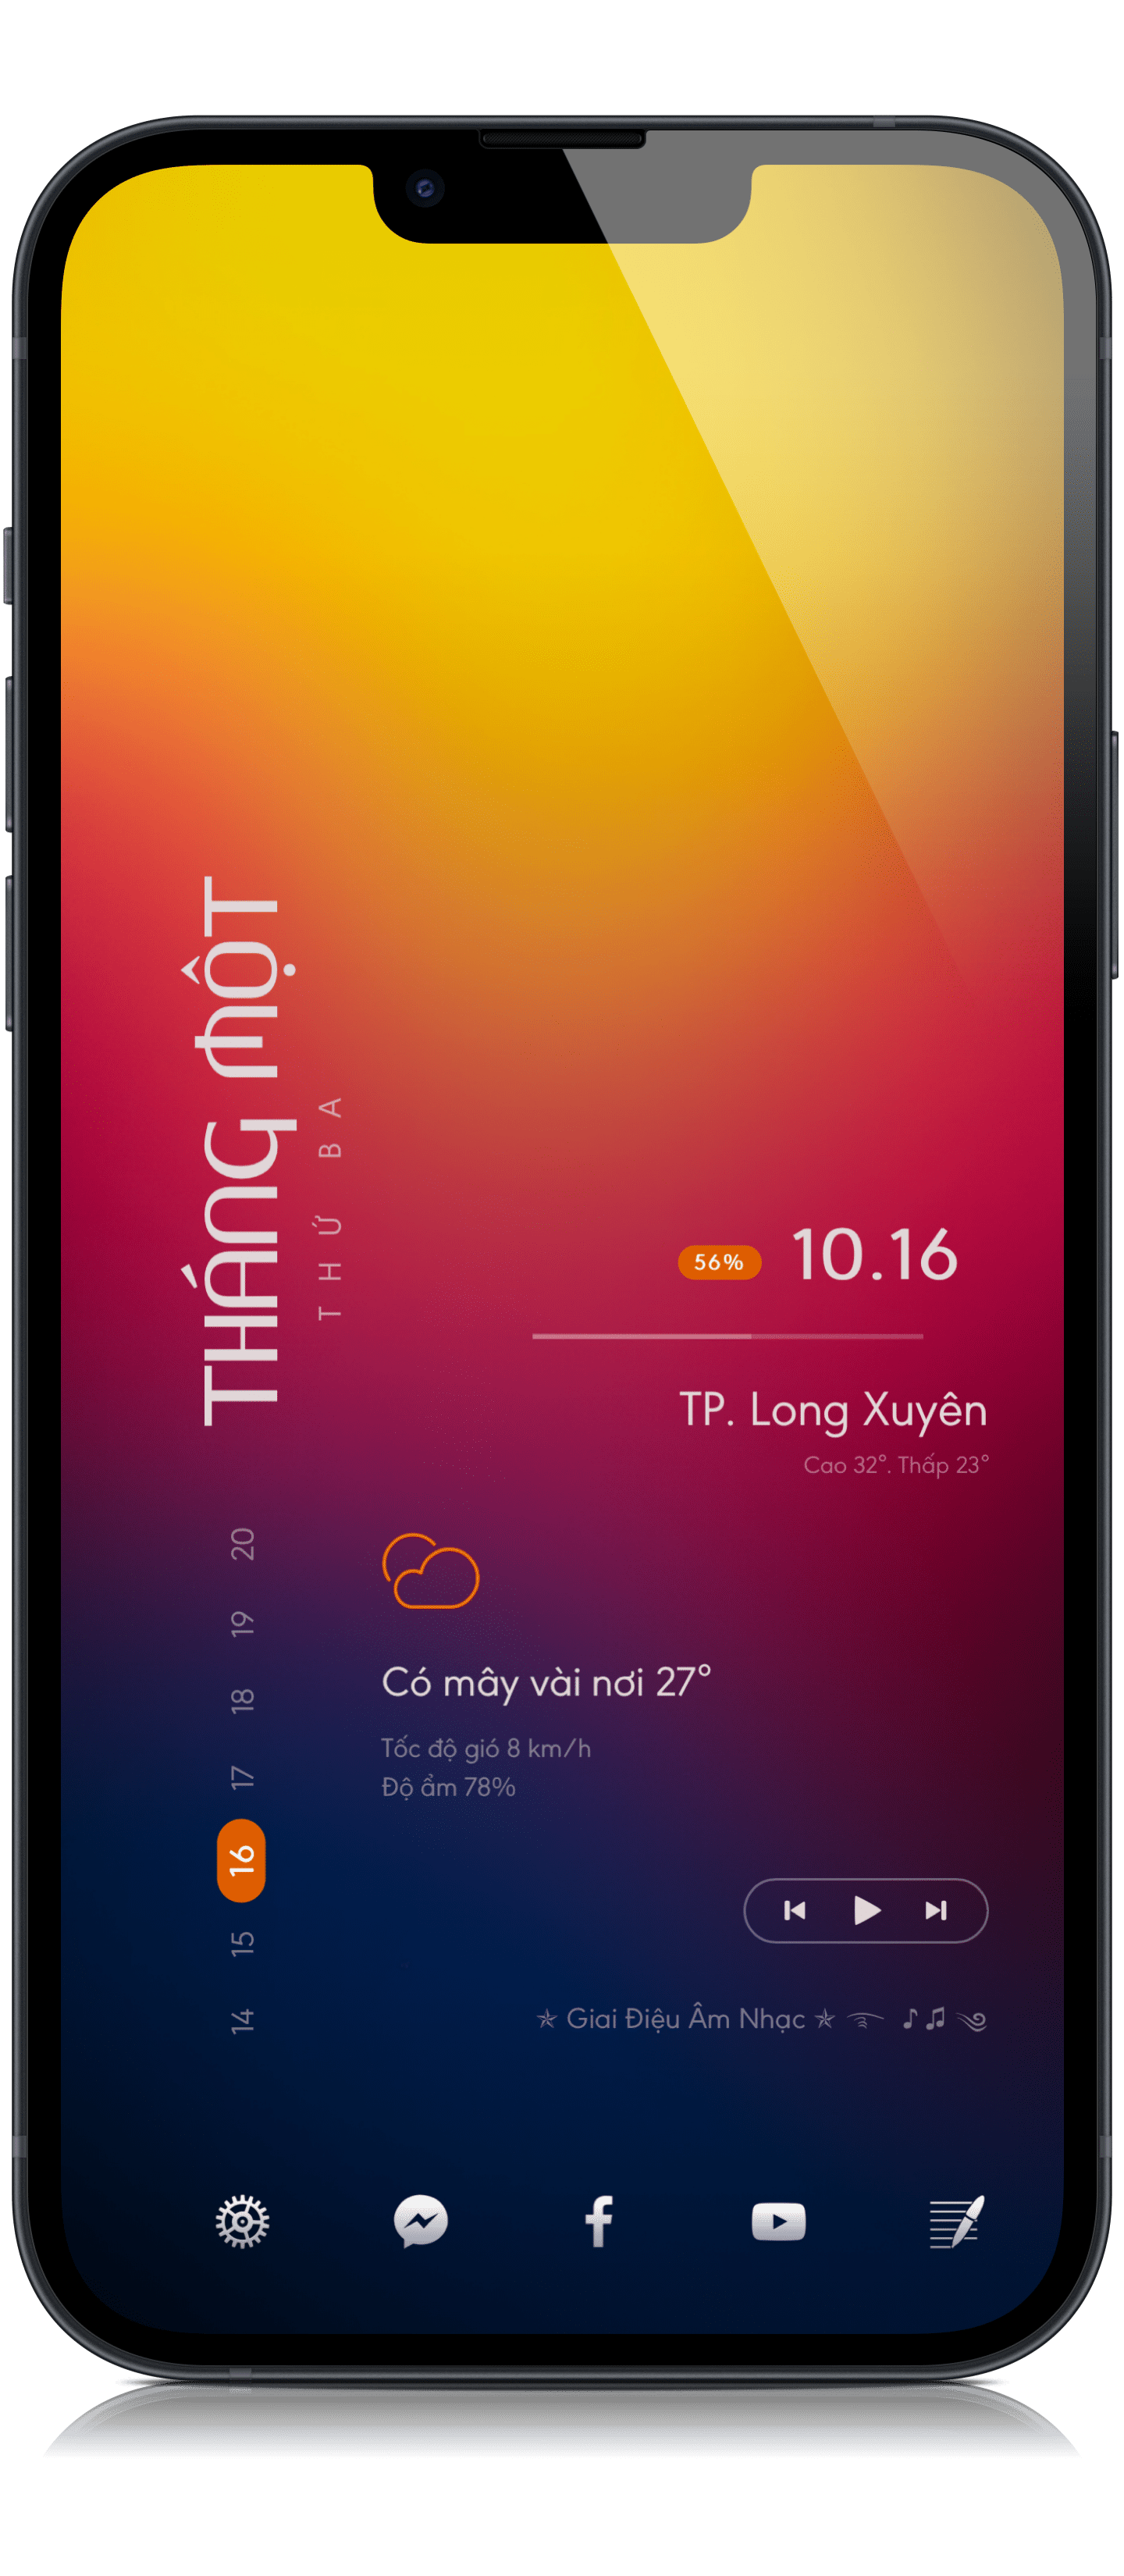 THÁNG MỘT
THỨ BA
56% 10.16
TP. Long Xuyên
Cao 32°. Thấp 23°
14 15 16 17 18 19 20
Có mây vài nơi 27°
Tốc độ gió 8 km/h
Độ ẩm 78%
✯ Giai Điệu Âm Nhạc ✯ ♪♫